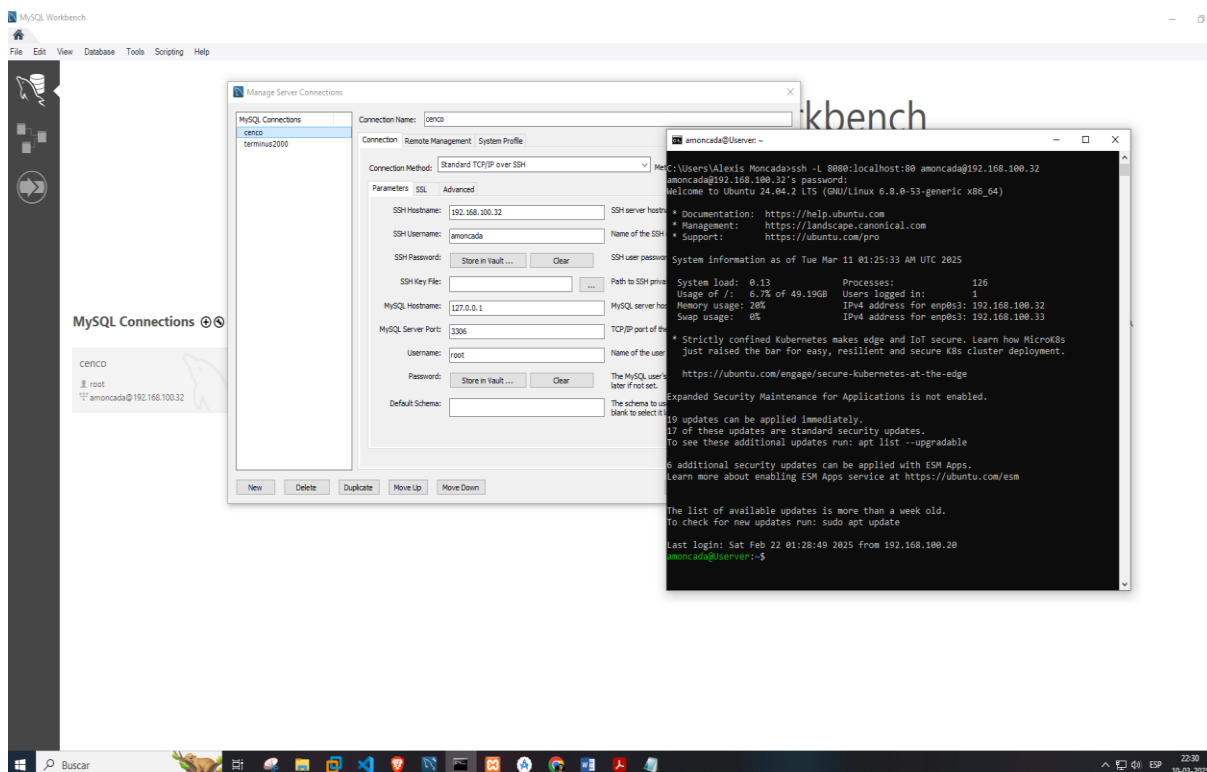 MySQL Workbench
File Edit View Database Tools Scripting Help
kbench
MySQL Connections
cenco
root
amoncada@192.168.100.32
Manage Server Connections
MySQL Connections
cenco
terminus2000
Connection Name: cenco
Connection Remote Management System Profile
Connection Method: Standard TCP/IP over SSH
Parameters SSL Advanced
SSH Hostname: 192.168.100.32 SSH server hostn
SSH Username: amoncada Name of the SSH
SSH Password: Store in Vault ... Clear SSH user passwor
SSH Key File: ... Path to SSH priva
MySQL Hostname: 127.0.0.1 MySQL server hos
MySQL Server Port: 3306 TCP/IP port of the
Username: root Name of the user
Password: Store in Vault ... Clear The MySQL user's
later if not set.
Default Schema: The schema to us
blank to select it l
New Delete Duplicate Move Up Move Down
amoncada@Userver: ~
C:\Users\Alexis Moncada>ssh -L 8080:localhost:80 amoncada@192.168.100.32
amoncada@192.168.100.32's password:
Welcome to Ubuntu 24.04.2 LTS (GNU/Linux 6.8.0-53-generic x86_64)
* Documentation: https://help.ubuntu.com
* Management: https://landscape.canonical.com
* Support: https://ubuntu.com/pro
System information as of Tue Mar 11 01:25:33 AM UTC 2025
System load: 0.13 Processes: 126
Usage of /: 6.7% of 49.19GB Users logged in: 1
Memory usage: 20% IPv4 address for enp0s3: 192.168.100.32
Swap usage: 0% IPv4 address for enp0s3: 192.168.100.33
* Strictly confined Kubernetes makes edge and IoT secure. Learn how MicroK8s
just raised the bar for easy, resilient and secure K8s cluster deployment.
https://ubuntu.com/engage/secure-kubernetes-at-the-edge
Expanded Security Maintenance for Applications is not enabled.
19 updates can be applied immediately.
17 of these updates are standard security updates.
To see these additional updates run: apt list --upgradable
6 additional security updates can be applied with ESM Apps.
Learn more about enabling ESM Apps service at https://ubuntu.com/esm
The list of available updates is more than a week old.
To check for new updates run: sudo apt update
Last login: Sat Feb 22 01:28:49 2025 from 192.168.100.20
amoncada@Userver:~$
Buscar
ESP
22:30
10-03-2025